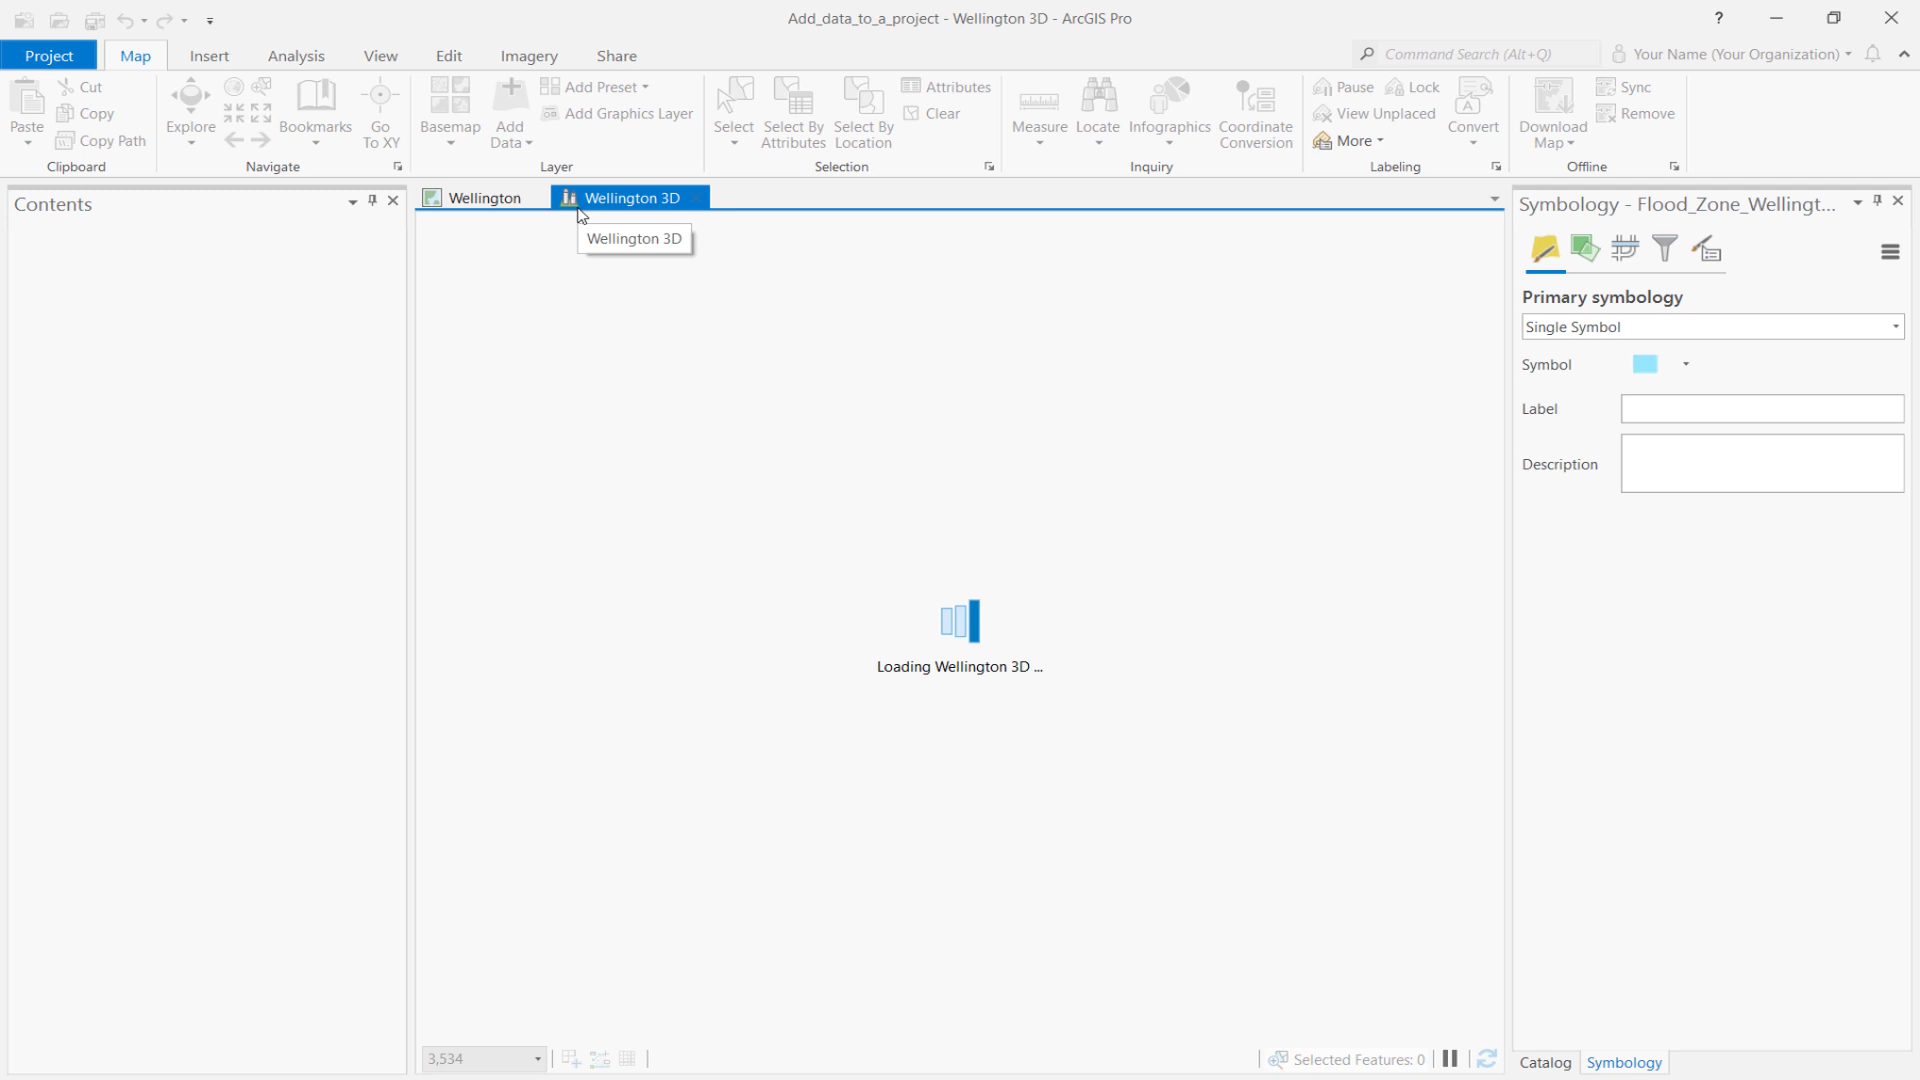 Add_data_to_a_project - Wellington 3D - ArcGIS Pro
?
Project Map Insert Analysis View Edit Imagery Share
Command Search (Alt+Q)
Your Name (Your Organization)
Paste
Cut
Copy
Copy Path
Clipboard
Explore
Bookmarks
Go To XY
Navigate
Basemap
Add Data
Add Preset
Add Graphics Layer
Layer
Select
Select By Attributes
Select By Location
Attributes
Clear
Selection
Measure
Locate
Infographics
Coordinate Conversion
Inquiry
Pause
Lock
View Unplaced
More
Convert
Labeling
Download Map
Sync
Remove
Offline
Contents
Wellington
Wellington 3D
Wellington 3D
Loading Wellington 3D ...
3,534
Selected Features: 0
Symbology - Flood_Zone_Wellingt...
Primary symbology
Single Symbol
Symbol
Label
Description
Catalog Symbology